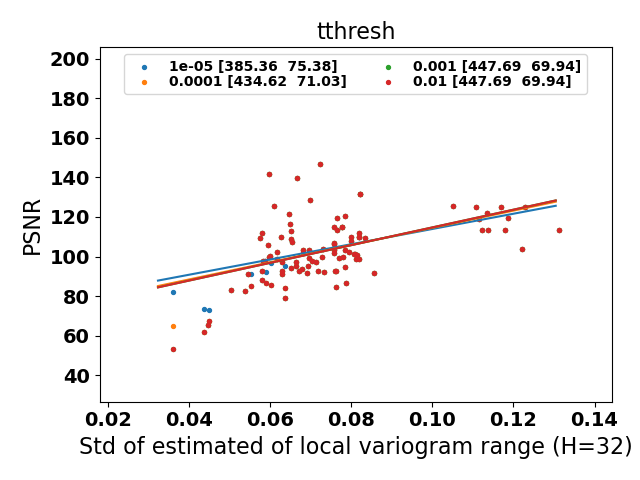 tthresh
1e-05 [385.36  75.38]
0.0001 [434.62  71.03]
0.001 [447.69  69.94]
0.01 [447.69  69.94]
PSNR
200
180
160
140
120
100
80
60
40
0.02 0.04 0.06 0.08 0.10 0.12 0.14
Std of estimated of local variogram range (H=32)